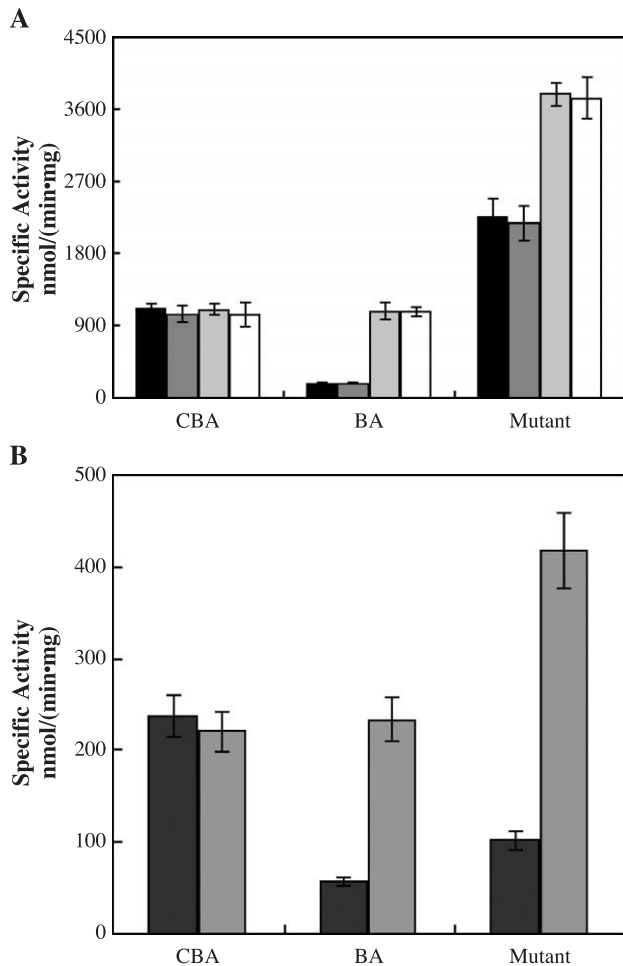 A
4500
3600
2700
1800
900
0
Specific Activity
nmol/(min•mg)
CBA
BA
Mutant
B
500
400
300
200
100
0
Specific Activity
nmol/(min•mg)
CBA
BA
Mutant